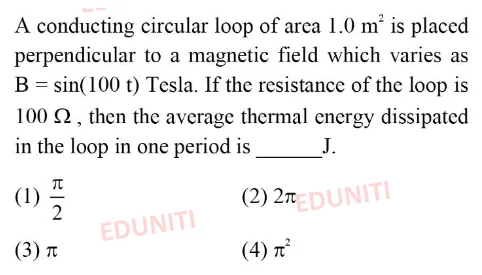 A conducting circular loop of area 1.0 m² is placed
perpendicular to a magnetic field which varies as
B = sin(100 t) Tesla. If the resistance of the loop is
100 Ω , then the average thermal energy dissipated
in the loop in one period is ______J.
(1) π/2 (2) 2π
EDUNITI
EDUNITI
(3) π (4) π²